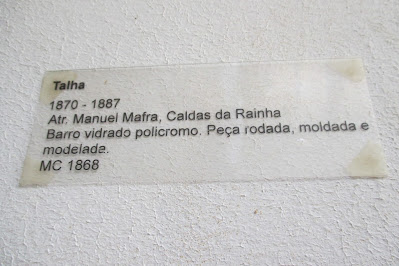 Talha
1870 - 1887
Atr. Manuel Mafra, Caldas da Rainha
Barro vidrado policromo. Peça rodada, moldada e
modelada.
MC 1868